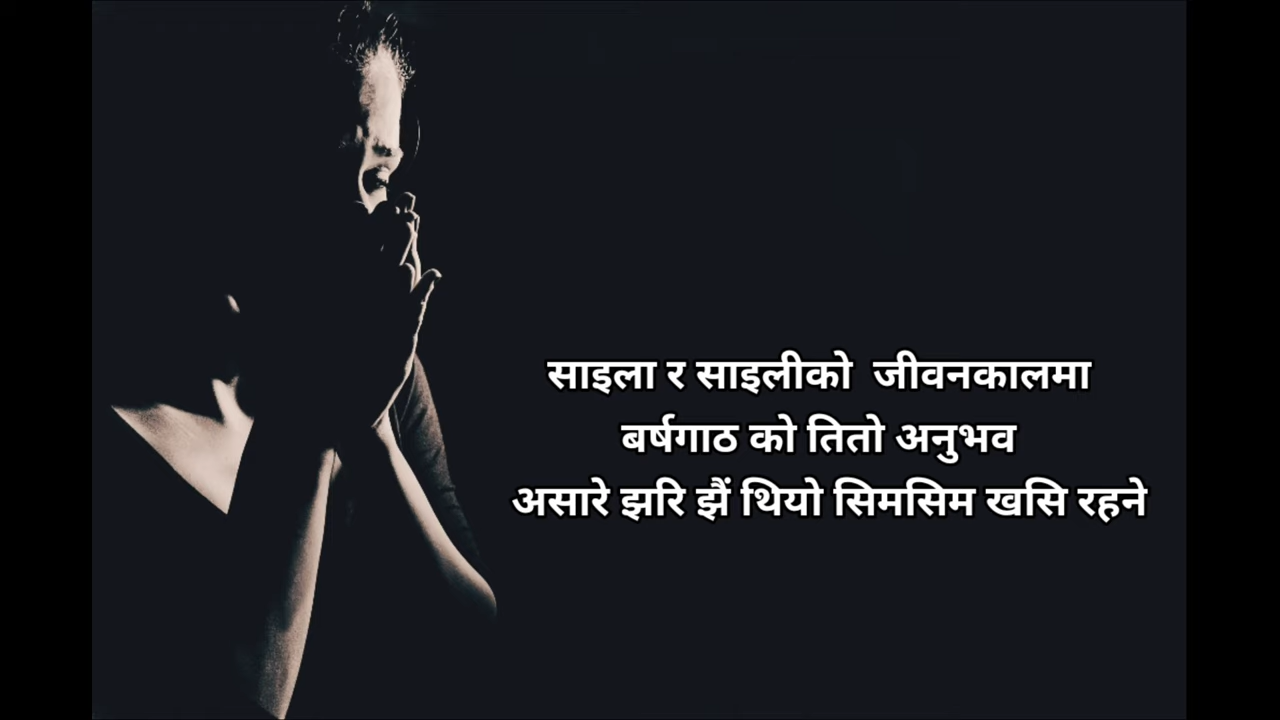 साइला र साइलीको  जीवनकालमा
बर्षगाठ को तितो अनुभव
असारे झरि झैं थियो सिमसिम खसि रहने